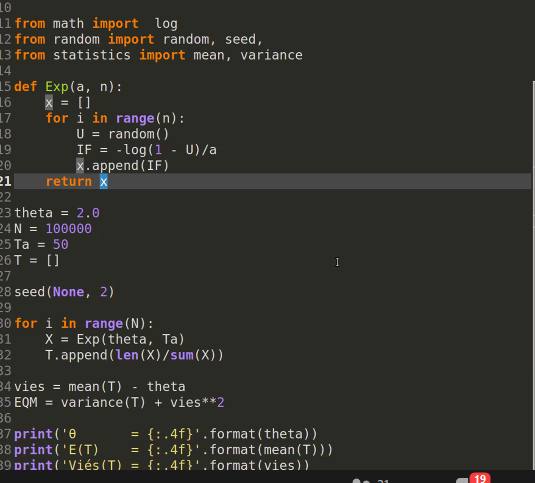 10
11 from math import  log
12 from random import random, seed,
13 from statistics import mean, variance
14
15 def Exp(a, n):
16     x = []
17     for i in range(n):
18         U = random()
19         IF = -log(1 - U)/a
20         x.append(IF)
21     return x
22
23 theta = 2.0
24 N = 100000
25 Ta = 50
26 T = []
27
28 seed(None, 2)
29
30 for i in range(N):
31     X = Exp(theta, Ta)
32     T.append(len(X)/sum(X))
33
34 vies = mean(T) - theta
35 EQM = variance(T) + vies**2
36
37 print('θ       = {:.4f}'.format(theta))
38 print('E(T)    = {:.4f}'.format(mean(T)))
39 print('Viés(T) = {:.4f}'.format(vies))
19